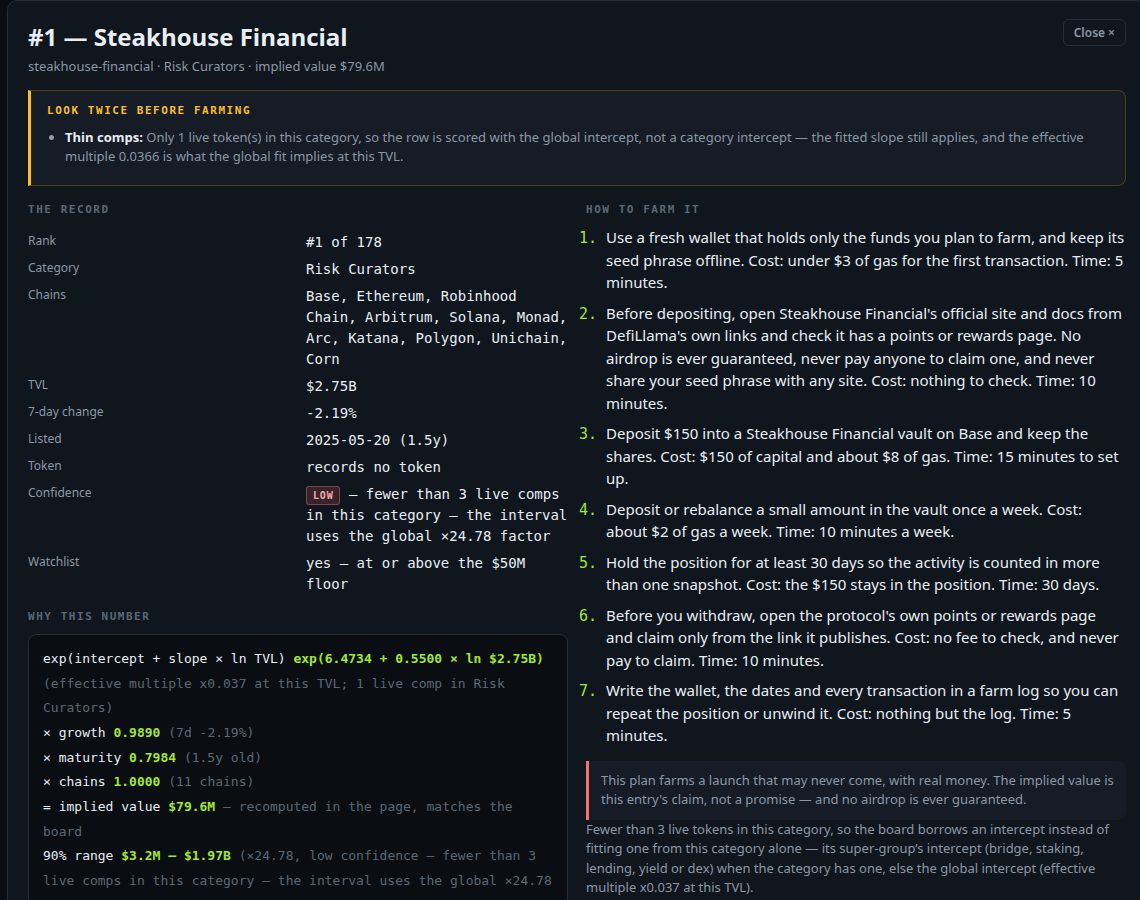 #1 — Steakhouse Financial
Close ×
steakhouse-financial · Risk Curators · implied value $79.6M
LOOK TWICE BEFORE FARMING
• Thin comps: Only 1 live token(s) in this category, so the row is scored with the global intercept, not a category intercept — the fitted slope still applies, and the effective
multiple 0.0366 is what the global fit implies at this TVL.
THE RECORD
Rank #1 of 178
Category Risk Curators
Chains Base, Ethereum, Robinhood
Chain, Arbitrum, Solana, Monad,
Arc, Katana, Polygon, Unichain,
Corn
TVL $2.75B
7-day change -2.19%
Listed 2025-05-20 (1.5y)
Token records no token
Confidence LOW — fewer than 3 live comps
in this category — the interval
uses the global ×24.78 factor
Watchlist yes — at or above the $50M
floor
WHY THIS NUMBER
exp(intercept + slope × ln TVL) exp(6.4734 + 0.5500 × ln $2.75B)
(effective multiple x0.037 at this TVL; 1 live comp in Risk
Curators)
× growth 0.9890 (7d -2.19%)
× maturity 0.7984 (1.5y old)
× chains 1.0000 (11 chains)
= implied value $79.6M — recomputed in the page, matches the
board
90% range $3.2M — $1.97B (×24.78, low confidence — fewer than 3
live comps in this category — the interval uses the global ×24.78
HOW TO FARM IT
1. Use a fresh wallet that holds only the funds you plan to farm, and keep its
seed phrase offline. Cost: under $3 of gas for the first transaction. Time: 5
minutes.
2. Before depositing, open Steakhouse Financial's official site and docs from
DefiLlama's own links and check it has a points or rewards page. No
airdrop is ever guaranteed, never pay anyone to claim one, and never
share your seed phrase with any site. Cost: nothing to check. Time: 10
minutes.
3. Deposit $150 into a Steakhouse Financial vault on Base and keep the
shares. Cost: $150 of capital and about $8 of gas. Time: 15 minutes to set
up.
4. Deposit or rebalance a small amount in the vault once a week. Cost:
about $2 of gas a week. Time: 10 minutes a week.
5. Hold the position for at least 30 days so the activity is counted in more
than one snapshot. Cost: the $150 stays in the position. Time: 30 days.
6. Before you withdraw, open the protocol's own points or rewards page
and claim only from the link it publishes. Cost: no fee to check, and never
pay to claim. Time: 10 minutes.
7. Write the wallet, the dates and every transaction in a farm log so you can
repeat the position or unwind it. Cost: nothing but the log. Time: 5
minutes.
This plan farms a launch that may never come, with real money. The implied value is
this entry's claim, not a promise — and no airdrop is ever guaranteed.
Fewer than 3 live tokens in this category, so the board borrows an intercept instead of
fitting one from this category alone — its super-group's intercept (bridge, staking,
lending, yield or dex) when the category has one, else the global intercept (effective
multiple x0.037 at this TVL).